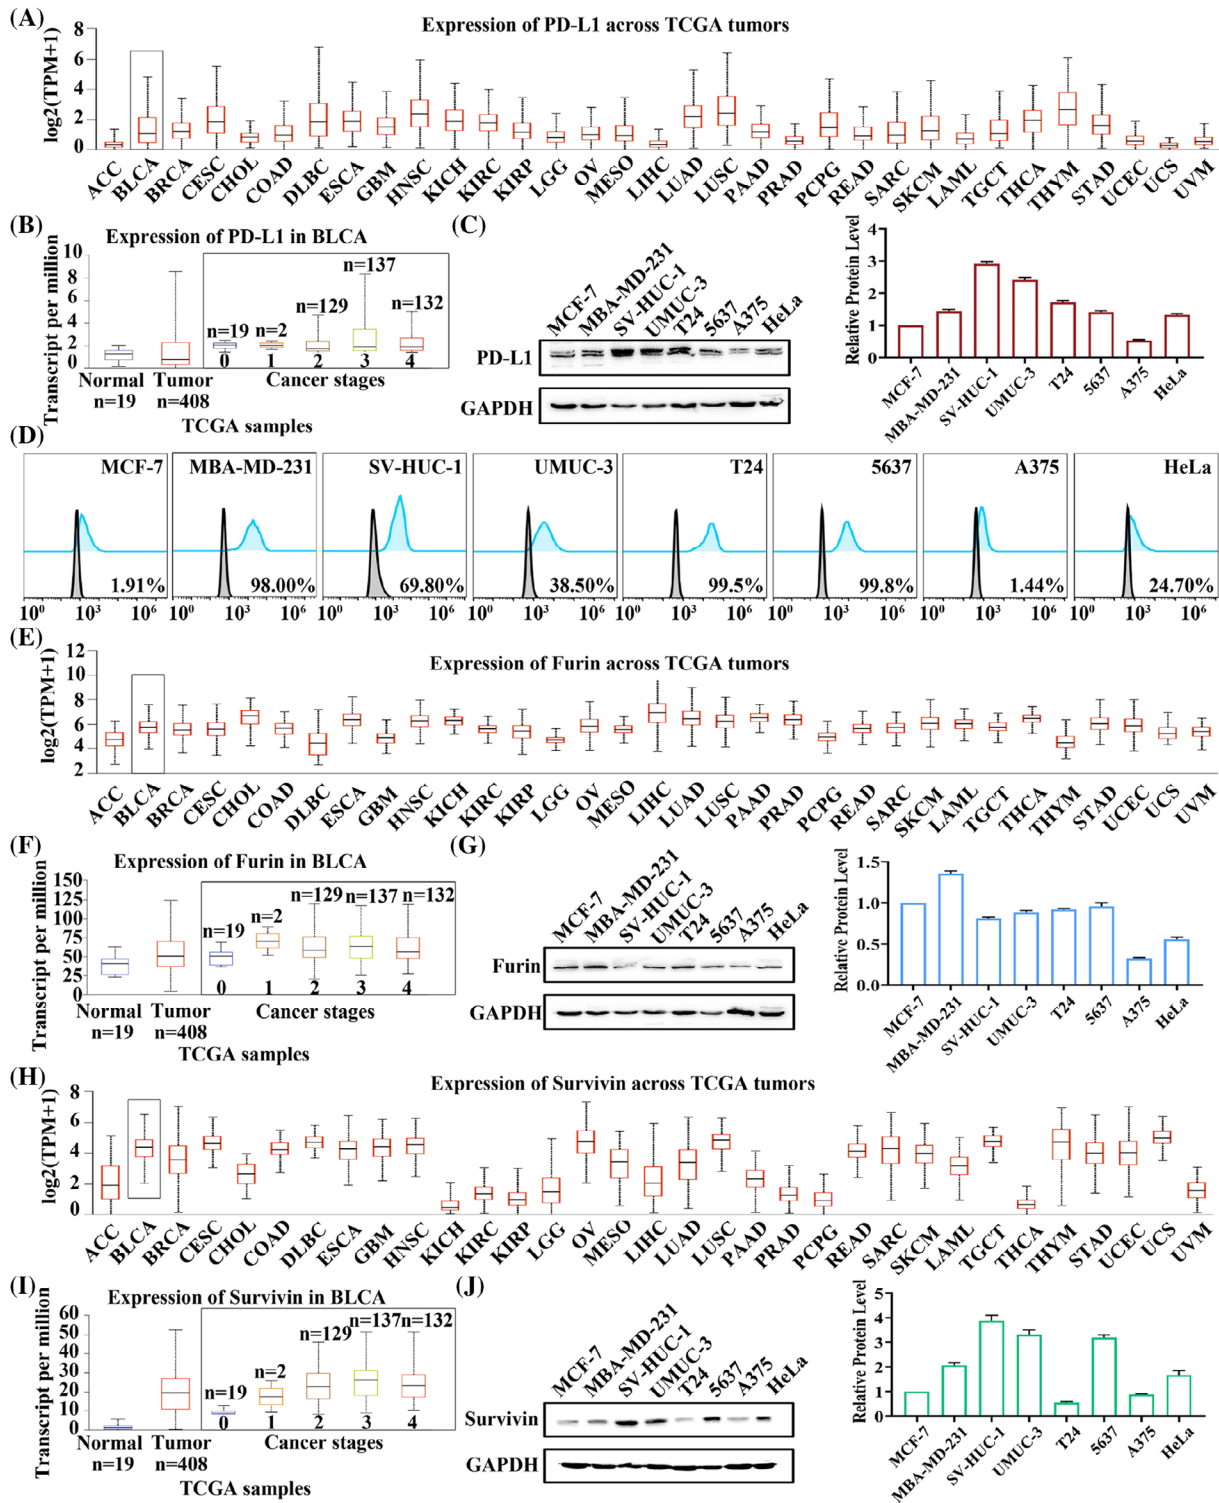 (A)
Expression of PD-L1 across TCGA tumors
log2(TPM+1)
8
6
4
2
0
ACC BLCA BRCA CESC CHOL COAD DLBC ESCA GBM HNSC KICH KIRC KIRP LGG OV MESO LIHC LUAD LUSC PAAD PRAD PCPG READ SARC SKCM LAML TGCT THCA THYM STAD UCEC UCS UVM
(B)
Expression of PD-L1 in BLCA
Transcript per million
10
8
6
4
2
0
n=19 n=2 n=129 n=137 n=132
0 1 2 3 4
Normal Tumor Cancer stages
n=19 n=408
TCGA samples
(C)
MCF-7 MBA-MD-231 SV-HUC-1 UMUC-3 T24 5637 A375 HeLa
PD-L1
GAPDH
Relative Protein Level
4
3
2
1
0
MCF-7 MBA-MD-231 SV-HUC-1 UMUC-3 T24 5637 A375 HeLa
(D)
MCF-7 MBA-MD-231 SV-HUC-1 UMUC-3 T24 5637 A375 HeLa
1.91% 98.00% 69.80% 38.50% 99.5% 99.8% 1.44% 24.70%
10⁰ 10³ 10⁶ 10⁰ 10³ 10⁶ 10⁰ 10³ 10⁶ 10⁰ 10³ 10⁶ 10⁰ 10³ 10⁶ 10⁰ 10³ 10⁶ 10⁰ 10³ 10⁶ 10⁰ 10³ 10⁶
(E)
Expression of Furin across TCGA tumors
log2(TPM+1)
12
10
8
6
4
2
ACC BLCA BRCA CESC CHOL COAD DLBC ESCA GBM HNSC KICH KIRC KIRP LGG OV MESO LIHC LUAD LUSC PAAD PRAD PCPG READ SARC SKCM LAML TGCT THCA THYM STAD UCEC UCS UVM
(F)
Expression of Furin in BLCA
Transcript per million
150
125
100
75
50
25
0
n=19 n=2 n=129 n=137 n=132
0 1 2 3 4
Normal Tumor Cancer stages
n=19 n=408
TCGA samples
(G)
MCF-7 MBA-MD-231 SV-HUC-1 UMUC-3 T24 5637 A375 HeLa
Furin
GAPDH
Relative Protein Level
1.5
1.0
0.5
0.0
MCF-7 MBA-MD-231 SV-HUC-1 UMUC-3 T24 5637 A375 HeLa
(H)
Expression of Survivin across TCGA tumors
log2(TPM+1)
8
6
4
2
0
ACC BLCA BRCA CESC CHOL COAD DLBC ESCA GBM HNSC KICH KIRC KIRP LGG OV MESO LIHC LUAD LUSC PAAD PRAD PCPG READ SARC SKCM LAML TGCT THCA THYM STAD UCEC UCS UVM
(I)
Expression of Survivin in BLCA
Transcript per million
60
50
40
30
20
10
0
n=19 n=2 n=129 n=137 n=132
0 1 2 3 4
Normal Tumor Cancer stages
n=19 n=408
TCGA samples
(J)
MCF-7 MBA-MD-231 SV-HUC-1 UMUC-3 T24 5637 A375 HeLa
Survivin
GAPDH
Relative Protein Level
5
4
3
2
1
0
MCF-7 MBA-MD-231 SV-HUC-1 UMUC-3 T24 5637 A375 HeLa